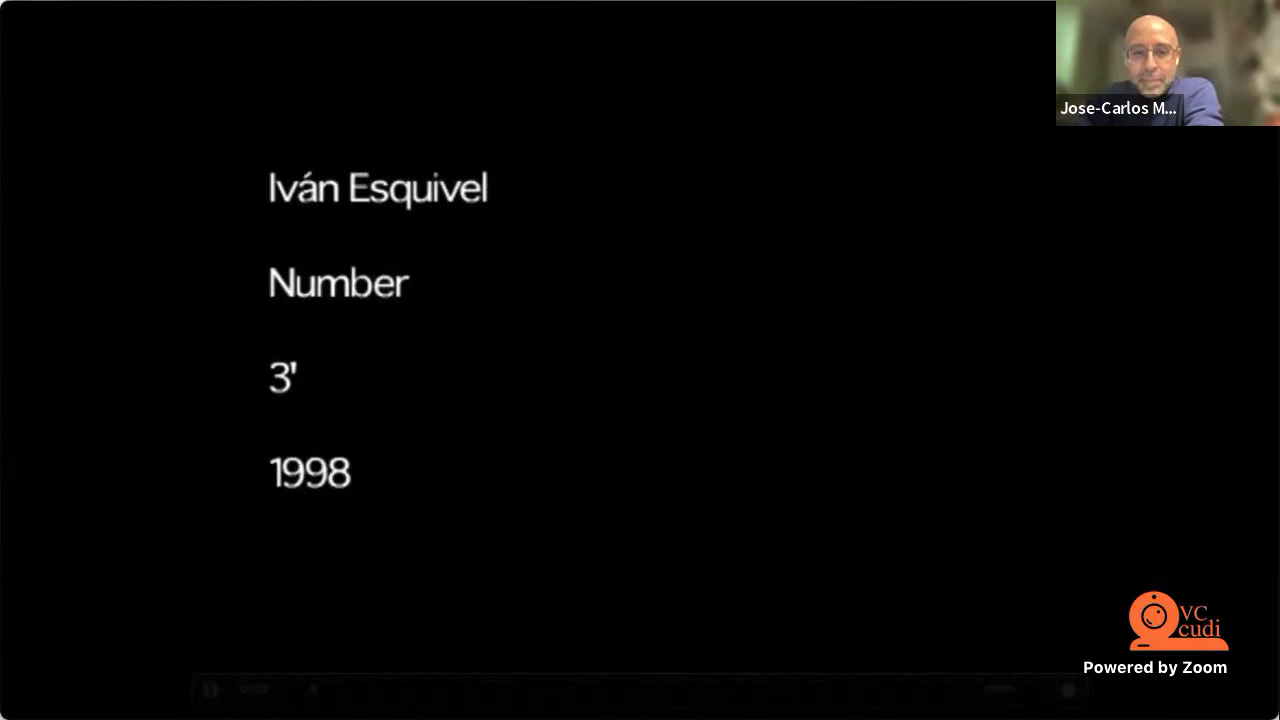 Jose-Carlos M...
Iván Esquivel
Number
3'
1998
VC
cudi
Powered by Zoom